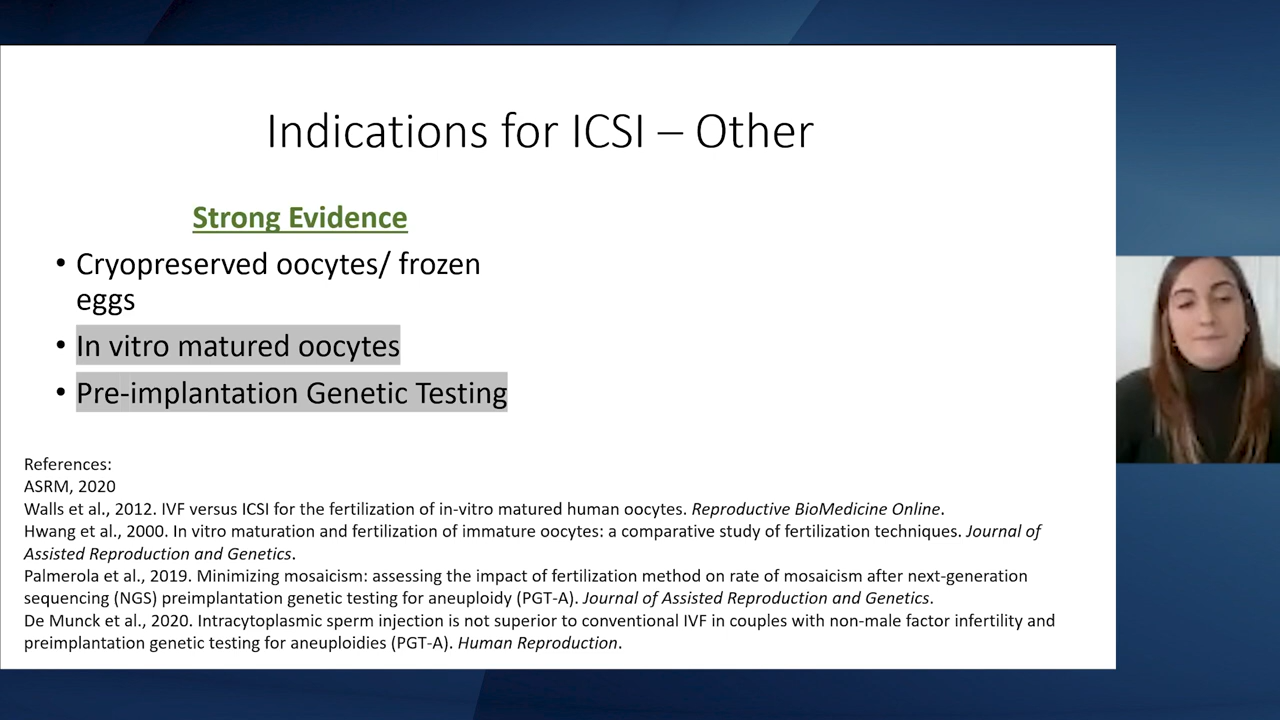 Indications for ICSI – Other
Strong Evidence
• Cryopreserved oocytes/ frozen
eggs
• In vitro matured oocytes
• Pre-implantation Genetic Testing
References:
ASRM, 2020
Walls et al., 2012. IVF versus ICSI for the fertilization of in-vitro matured human oocytes. Reproductive BioMedicine Online.
Hwang et al., 2000. In vitro maturation and fertilization of immature oocytes: a comparative study of fertilization techniques. Journal of
Assisted Reproduction and Genetics.
Palmerola et al., 2019. Minimizing mosaicism: assessing the impact of fertilization method on rate of mosaicism after next-generation
sequencing (NGS) preimplantation genetic testing for aneuploidy (PGT-A). Journal of Assisted Reproduction and Genetics.
De Munck et al., 2020. Intracytoplasmic sperm injection is not superior to conventional IVF in couples with non-male factor infertility and
preimplantation genetic testing for aneuploidies (PGT-A). Human Reproduction.